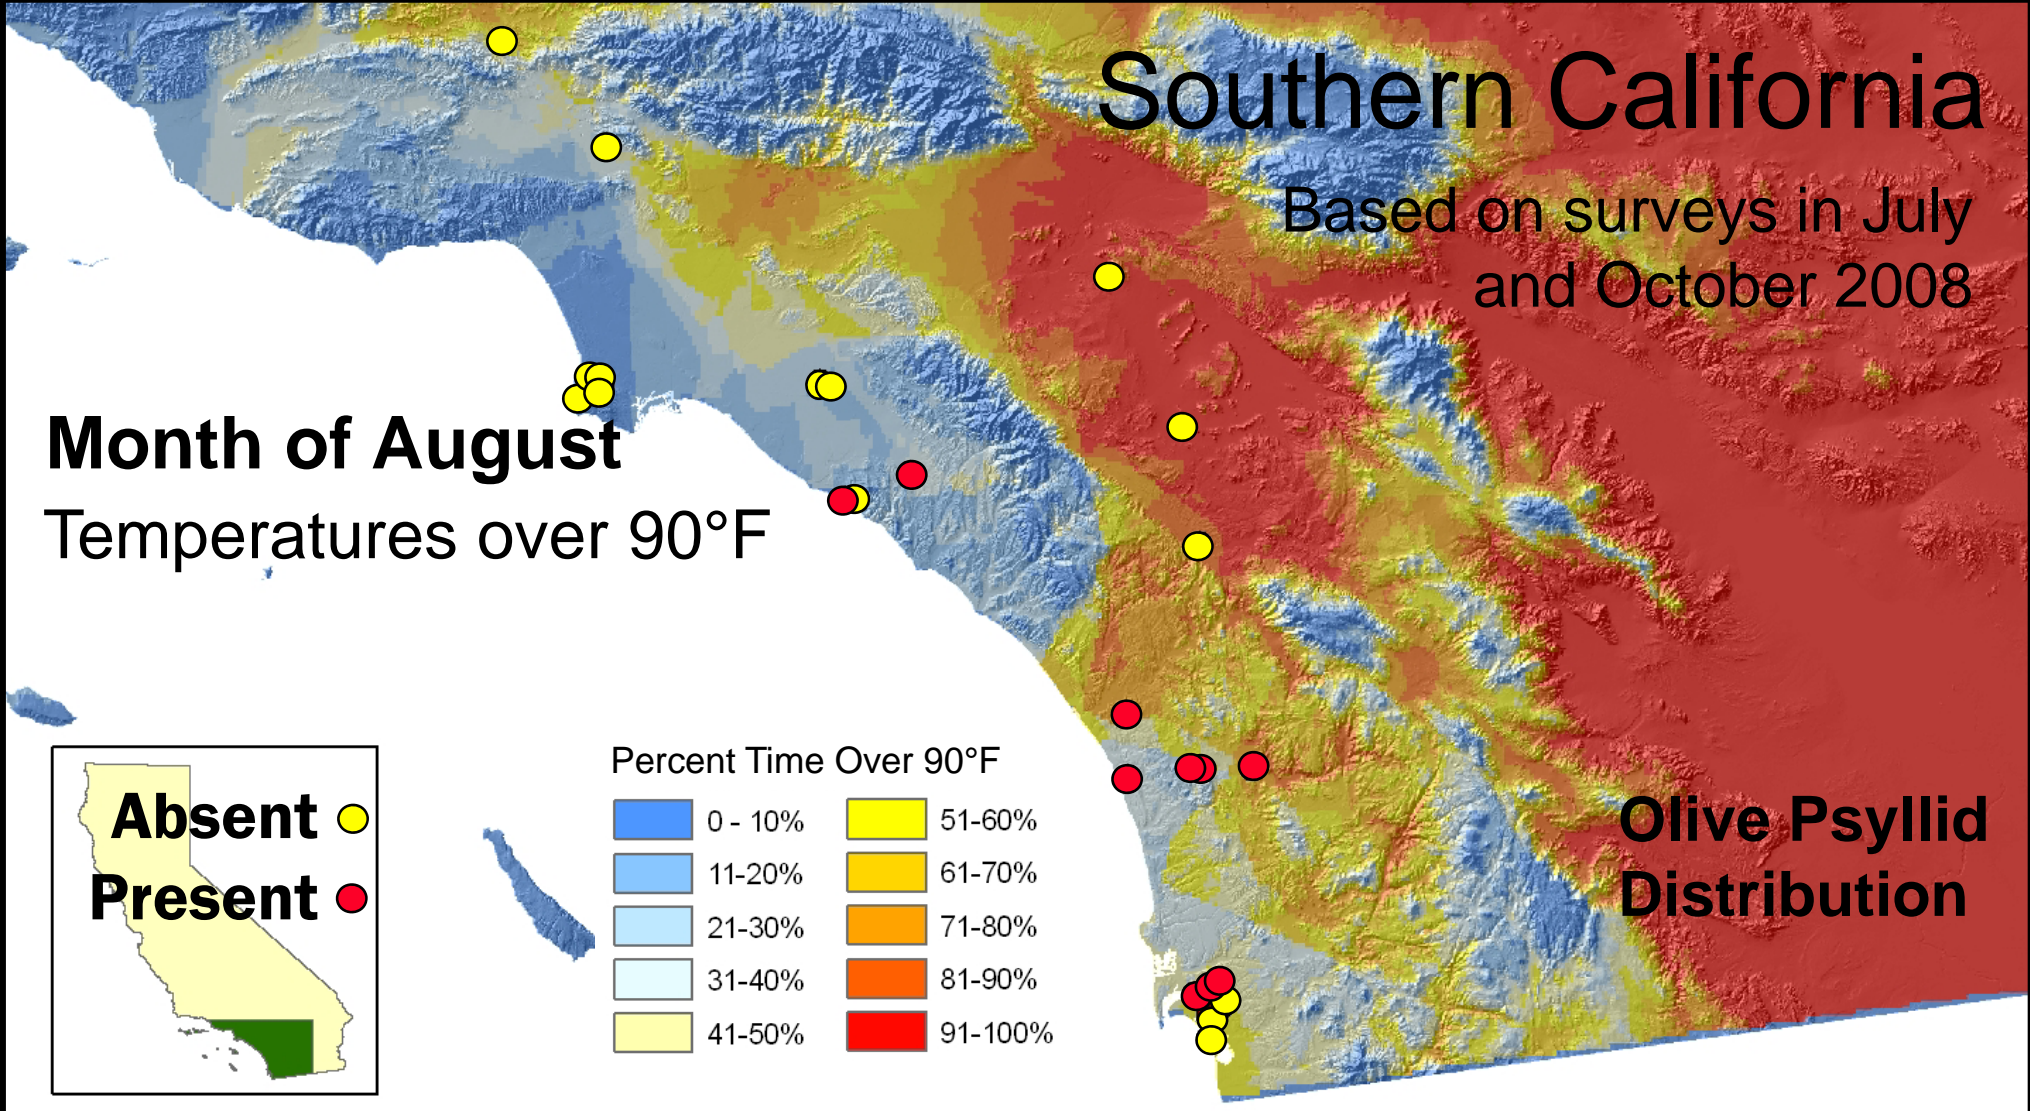 Southern California
Based on surveys in July
and October 2008
Month of August
Temperatures over 90°F
Absent
Present
Percent Time Over 90°F
0 - 10%
11-20%
21-30%
31-40%
41-50%
51-60%
61-70%
71-80%
81-90%
91-100%
Olive Psyllid
Distribution